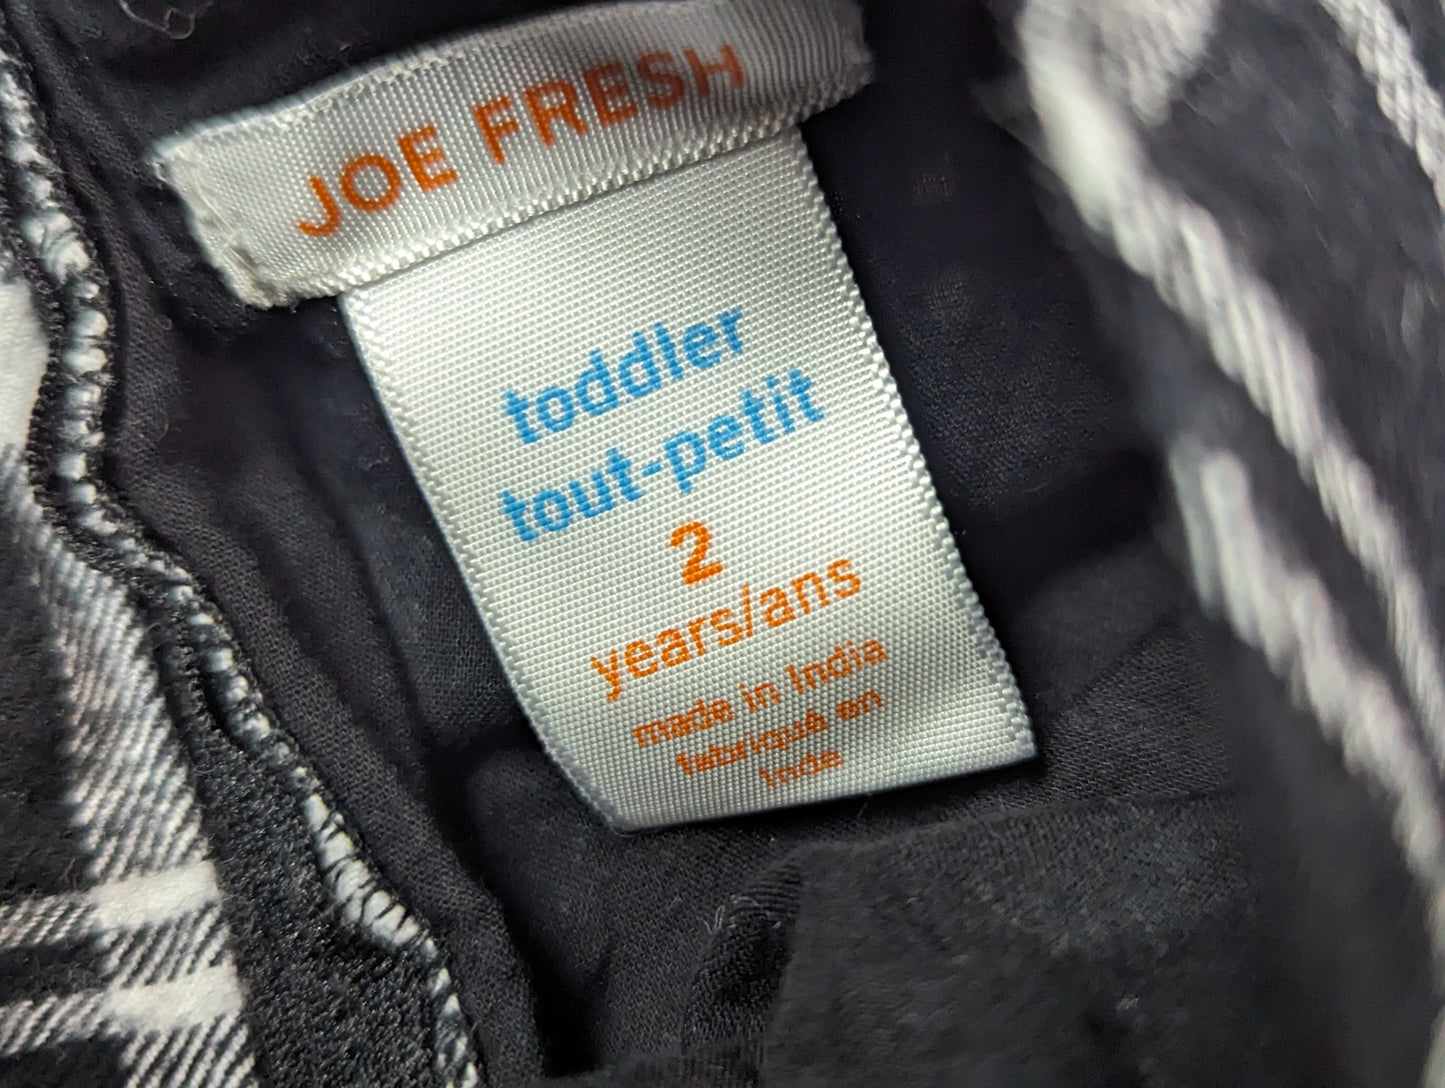 JOE FRESH
toddler
tout-petit
2
years/ans
made in India
fabriqué en
Inde